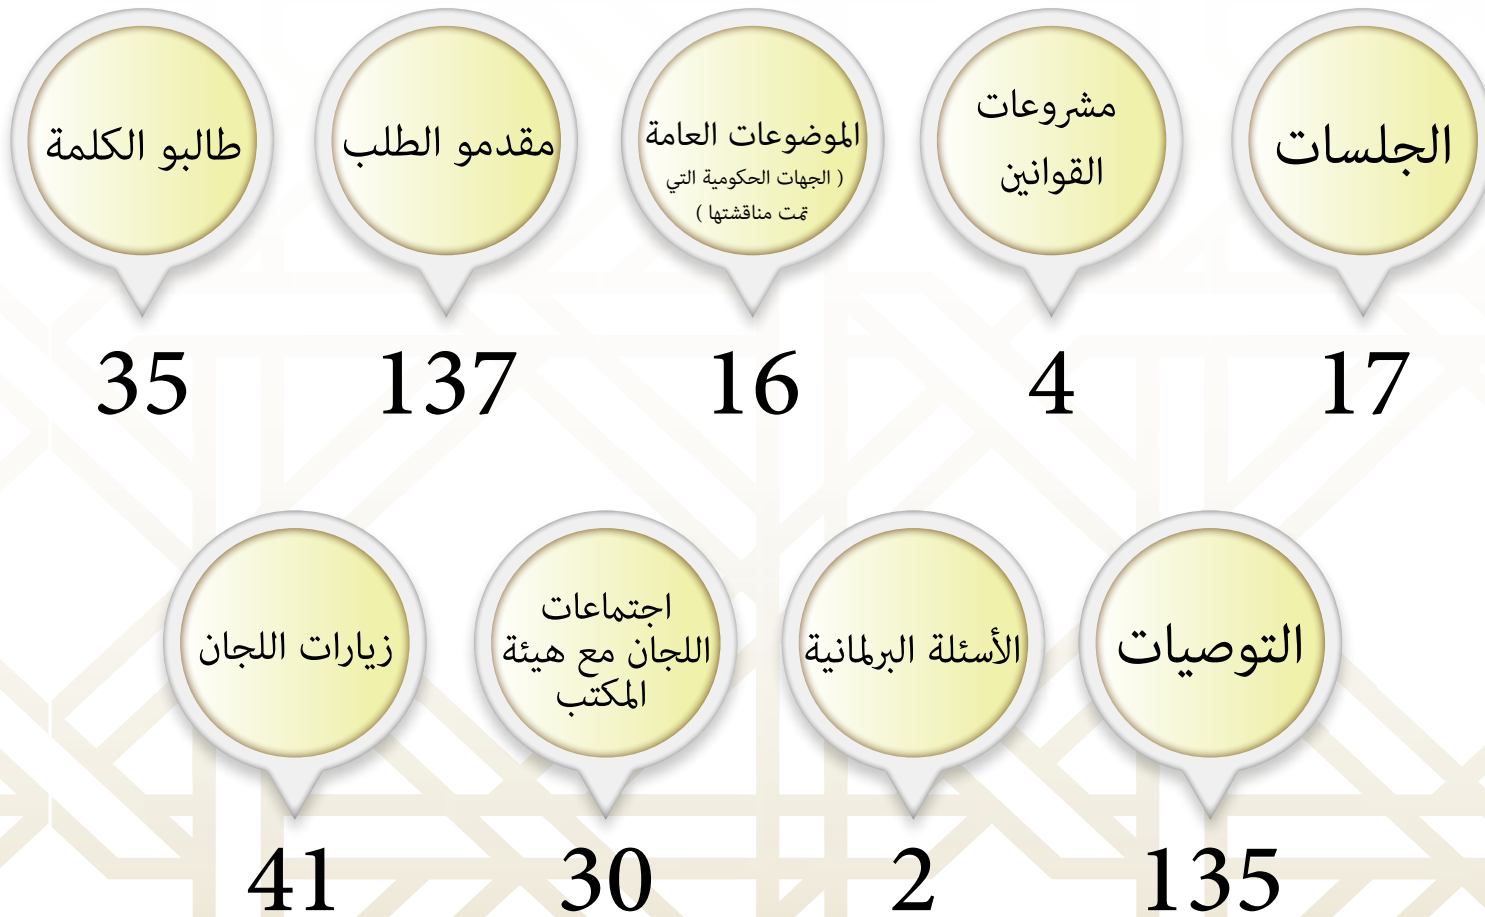 الجلسات
17
مشروعات
القوانين
4
الموضوعات العامة
( الجهات الحكومية التي
تمت مناقشتها )
16
مقدمو الطلب
137
طالبو الكلمة
35
التوصيات
135
الأسئلة البرلمانية
2
اجتماعات
اللجان مع هيئة
المكتب
30
زيارات اللجان
41